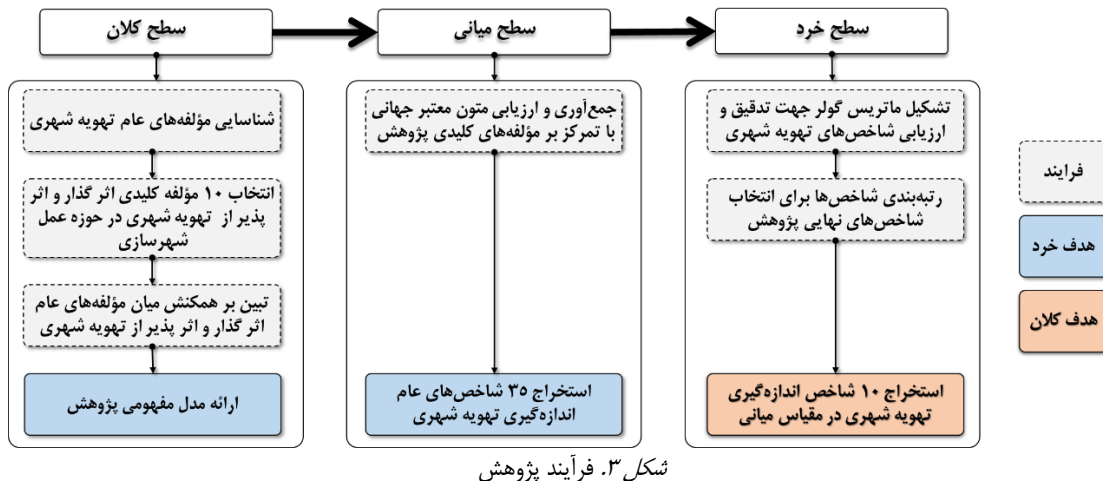 سطح کلان
سطح میانی
سطح خرد
شناسایی مؤلفه‌های عام تهویه شهری
انتخاب ۱۰ مؤلفه کلیدی اثر گذار و اثر
پذیر از تهویه شهری در حوزه عمل
شهرسازی
تبین بر همکنش میان مؤلفه‌های عام
اثر گذار و اثر پذیر از تهویه شهری
ارائه مدل مفهومی پژوهش
جمع‌آوری و ارزیابی متون معتبر جهانی
با تمرکز بر مؤلفه‌های کلیدی پژوهش
استخراج ۳۵ شاخص‌های عام
اندازه‌گیری تهویه شهری
تشکیل ماتریس گولر جهت تدقیق و
ارزیابی شاخص‌های تهویه شهری
رتبه‌بندی شاخص‌ها برای انتخاب
شاخص‌های نهایی پژوهش
استخراج ۱۰ شاخص اندازه‌گیری
تهویه شهری در مقیاس میانی
فرایند
هدف خرد
هدف کلان
شکل ۳. فرآیند پژوهش